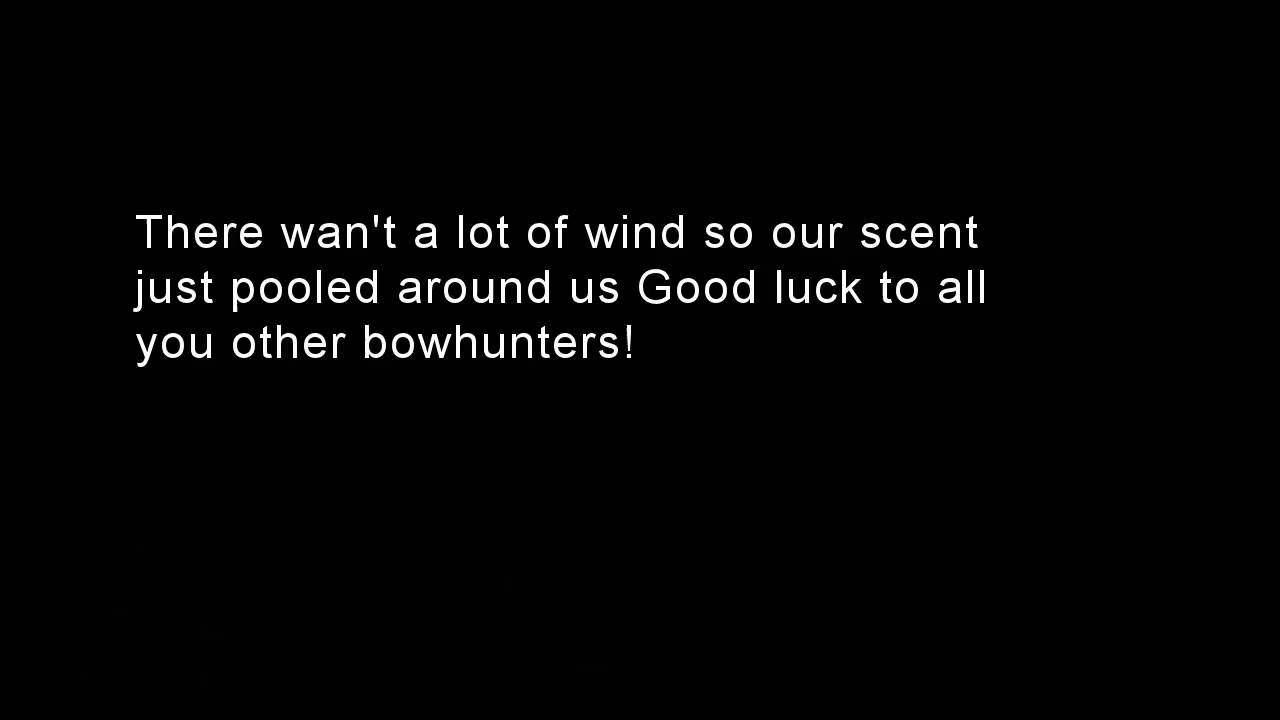 There wan't a lot of wind so our scent
just pooled around us Good luck to all
you other bowhunters!